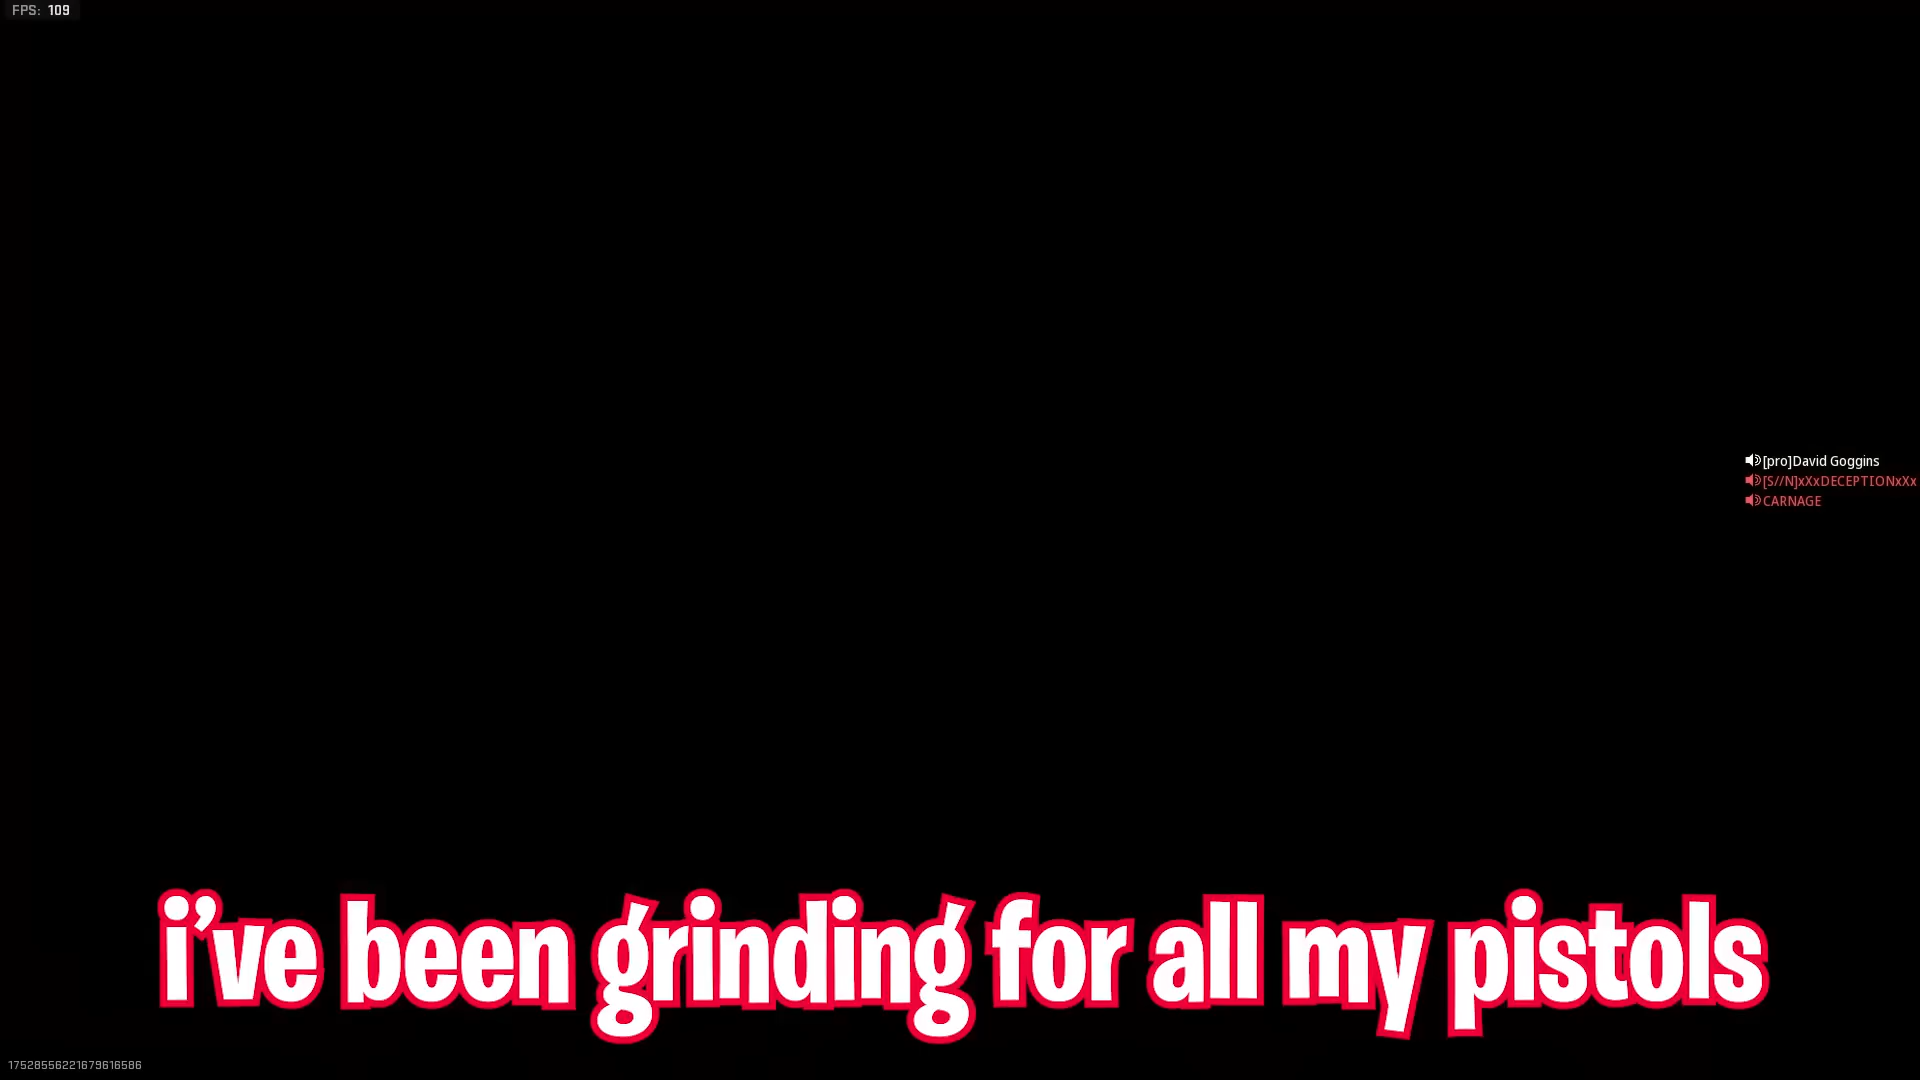 FPS: 109
[pro]David Goggins
[S//N]xXxDECEPTIONxXx
CARNAGE
i've been grinding for all my pistols
17528556221679616586